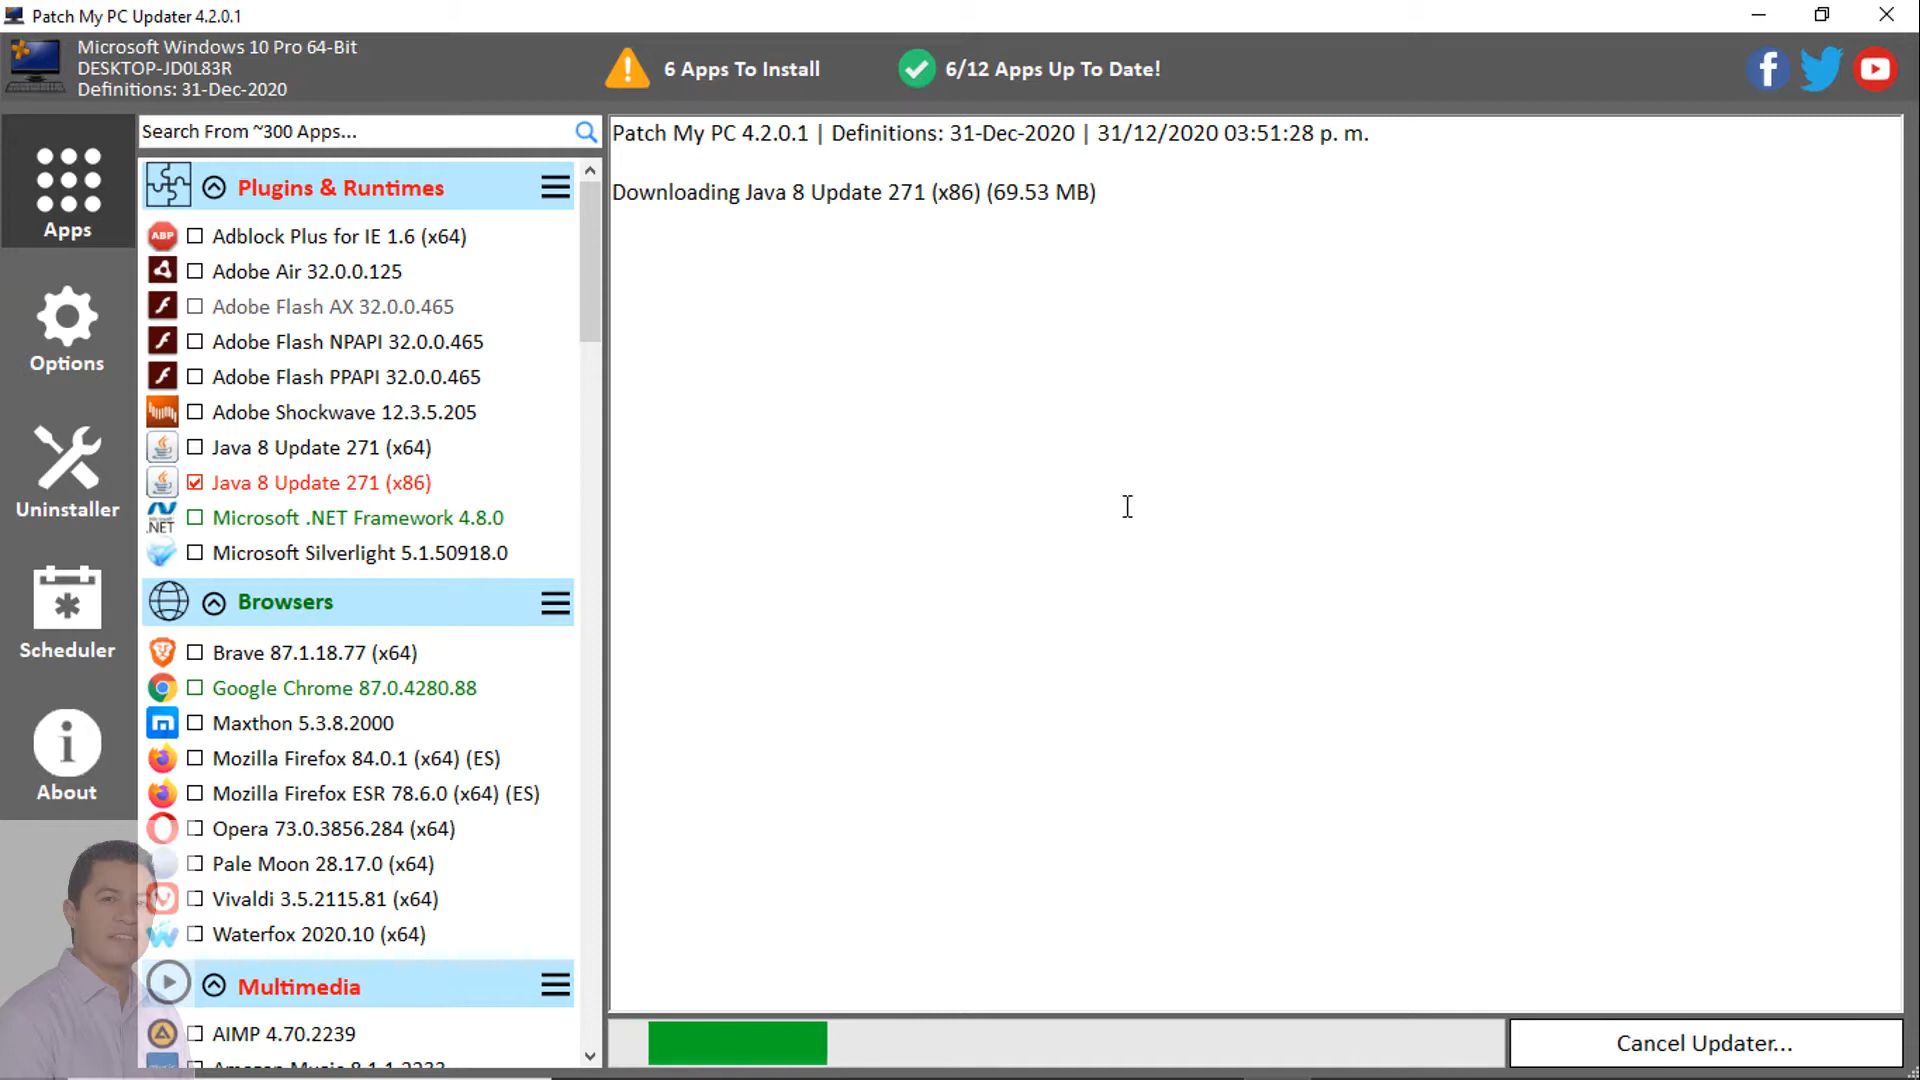 Patch My PC Updater 4.2.0.1
Microsoft Windows 10 Pro 64-Bit
DESKTOP-JD0L83R
Definitions: 31-Dec-2020
6 Apps To Install
6/12 Apps Up To Date!
Apps
Options
Uninstaller
Scheduler
About
Search From ~300 Apps...
Plugins & Runtimes
ABP
Adblock Plus for IE 1.6 (x64)
Adobe Air 32.0.0.125
Adobe Flash AX 32.0.0.465
Adobe Flash NPAPI 32.0.0.465
Adobe Flash PPAPI 32.0.0.465
Adobe Shockwave 12.3.5.205
Java 8 Update 271 (x64)
Java 8 Update 271 (x86)
.NET
Microsoft .NET Framework 4.8.0
Microsoft Silverlight 5.1.50918.0
Browsers
Brave 87.1.18.77 (x64)
Google Chrome 87.0.4280.88
Maxthon 5.3.8.2000
Mozilla Firefox 84.0.1 (x64) (ES)
Mozilla Firefox ESR 78.6.0 (x64) (ES)
Opera 73.0.3856.284 (x64)
Pale Moon 28.17.0 (x64)
Vivaldi 3.5.2115.81 (x64)
Waterfox 2020.10 (x64)
Multimedia
AIMP 4.70.2239
Amazon Music 8.1.1.2233
Patch My PC 4.2.0.1 | Definitions: 31-Dec-2020 | 31/12/2020 03:51:28 p. m.
Downloading Java 8 Update 271 (x86) (69.53 MB)
Cancel Updater...